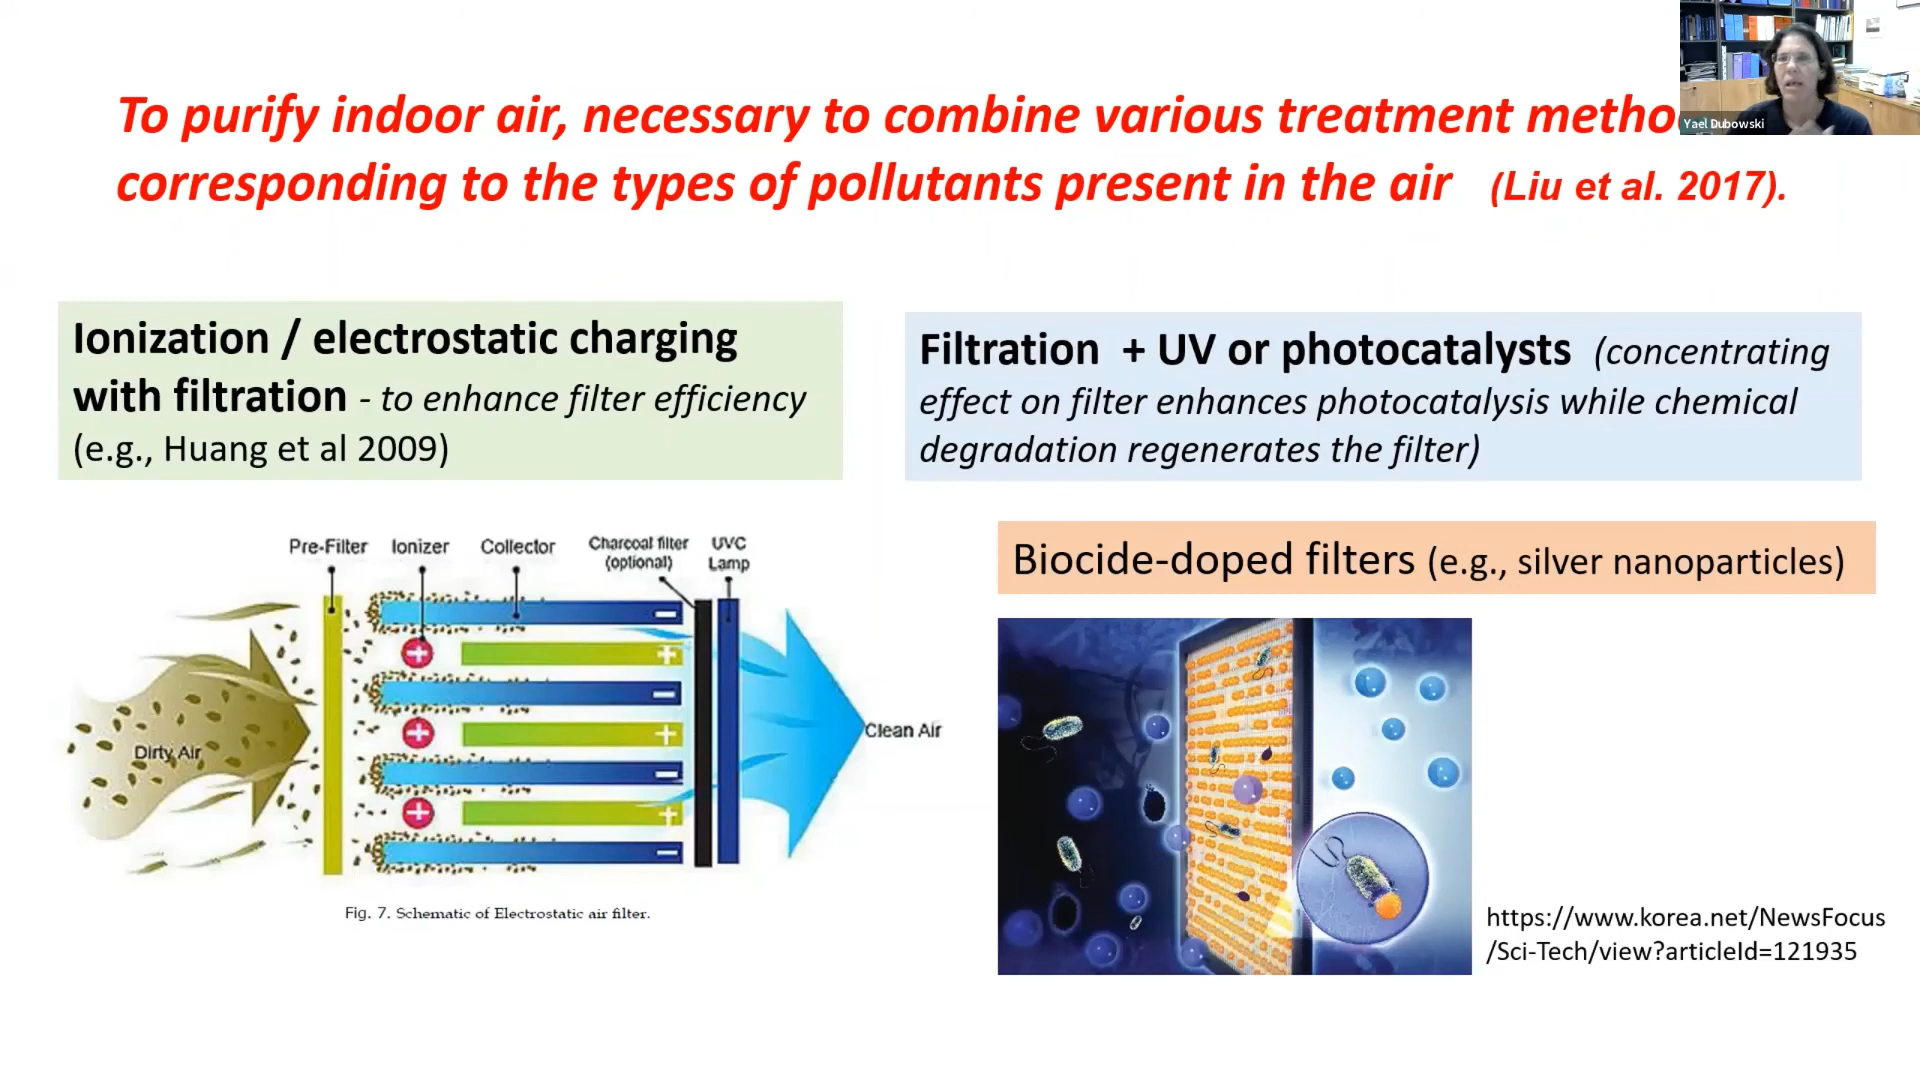 To purify indoor air, necessary to combine various treatment metho
corresponding to the types of pollutants present in the air (Liu et al. 2017).
Yael Dubowski
Ionization / electrostatic charging
with filtration - to enhance filter efficiency
(e.g., Huang et al 2009)
Filtration + UV or photocatalysts (concentrating
effect on filter enhances photocatalysis while chemical
degradation regenerates the filter)
Biocide-doped filters (e.g., silver nanoparticles)
Pre-Filter Ionizer Collector Charcoal filter UVC
(optional) Lamp
Dirty Air
Clean Air
Fig. 7. Schematic of Electrostatic air filter.
https://www.korea.net/NewsFocus
/Sci-Tech/view?articleId=121935